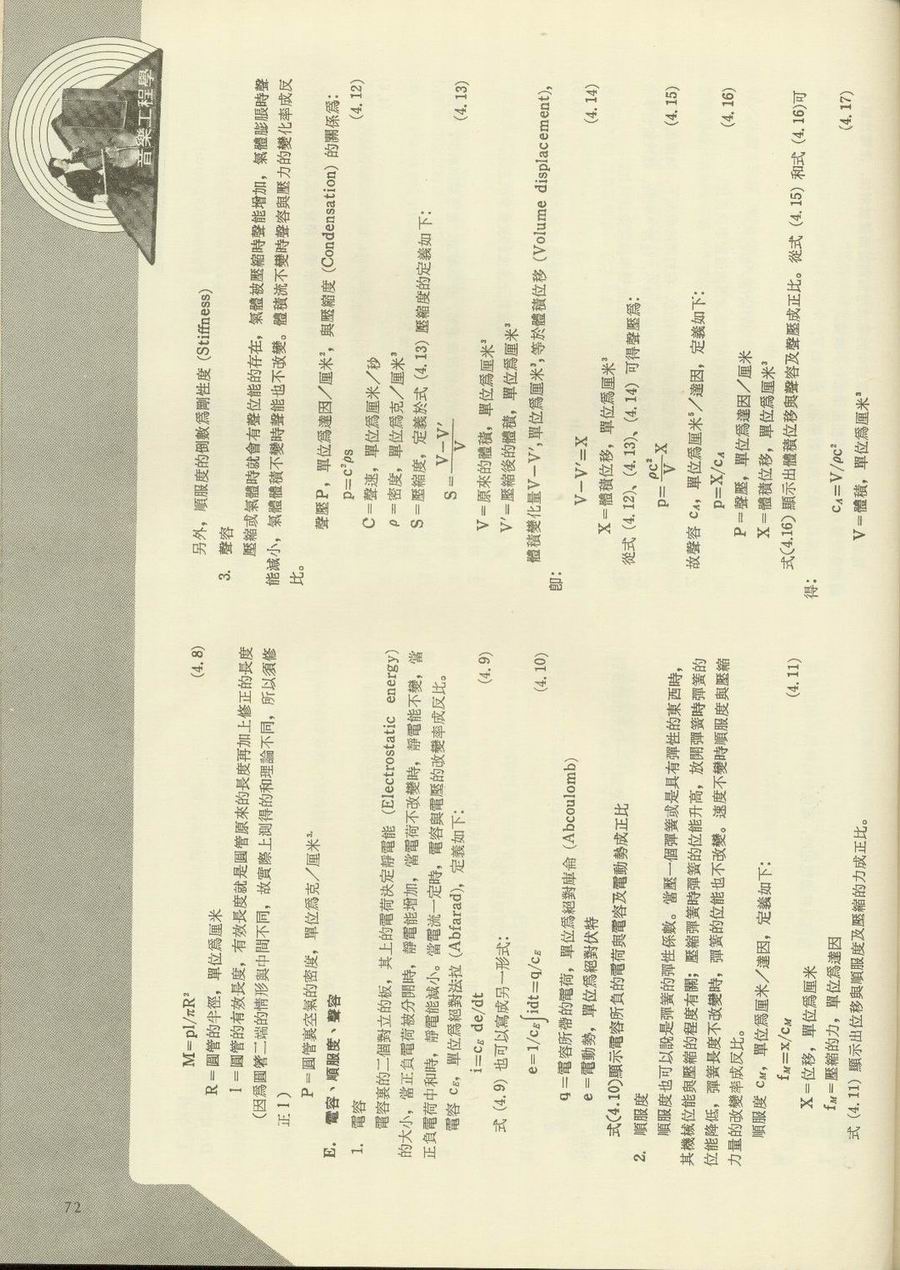 72
音樂工程學
M=pl/πR²
(4.8)
R=圓管的半徑，單位爲厘米
l=圓管的有效長度，有效長度就是圓管原來的長度再加上修正的長度
(因爲圓管二端的情形與中間不同，故實際上測得的和理論不同，所以須修
正l)
P=圓管裏空氣的密度，單位爲克／厘米³
E. 電容、順服度、聲容
1. 電容
電容裏的二個對立的板，其上的電荷決定靜電能 (Electrostatic energy)
的大小，當正負電荷被分開時，靜電能增加，當電荷不改變時，靜電能不變，當
正負電荷中和時，靜電能減小。當電流一定時，電容與電壓的改變率成反比。
電容 cE，單位爲絕對法拉 (Abfarad)，定義如下：
i=cE de/dt
(4.9)
式 (4.9) 也可以寫成另一形式：
e=1/cE∫idt=q/cE
(4.10)
q=電容所帶的電荷，單位爲絕對庫侖 (Abcoulomb)
e=電動勢，單位爲絕對伏特
式(4.10)顯示電容所負的電荷與電容及電動勢成正比
2. 順服度
順服度也可以說是彈簧的彈性係數。當壓一個彈簧或是具有彈性的東西時，
其機械位能與壓縮的程度有關；壓縮彈簧時彈簧的位能升高，放開彈簧時彈簧的
位能降低，彈簧長度不改變時，彈簧的位能也不改變。速度不變時順服度與壓縮
力量的改變率成反比。
順服度 cM，單位爲厘米／達因，定義如下：
fM=x/cM
(4.11)
X=位移，單位爲厘米
fM=壓縮的力，單位爲達因
式 (4.11) 顯示出位移與順服度及壓縮的力成正比。
另外，順服度的倒數爲剛性度 (Stiffness)
3. 聲容
壓縮或氣體時就會有聲位能的存在，氣體被壓縮時聲能增加，氣體膨脹時聲
能減小，氣體體積不變時聲能也不改變。體積流不變時聲容與壓力的變化率成反
比。
聲壓P，單位爲達因／厘米²，與壓縮度 (Condensation) 的關係爲：
p=c²ρs
(4.12)
C=聲速，單位爲厘米／秒
ρ=密度，單位爲克／厘米³
S=壓縮度，定義於式 (4.13) 壓縮度的定義如下：
S=V−V′/V
(4.13)
V=原來的體積，單位爲厘米³
V′=壓縮後的體積，單位爲厘米³
體積變化量V−V′,單位爲厘米³,等於體積位移 (Volume displacement)，
卽：
V−V′=X
(4.14)
X=體積位移，單位爲厘米³
從式 (4.12)、(4.13)、(4.14) 可得聲壓爲：
p=ρc²/V X
(4.15)
故聲容 cA，單位爲厘米⁵／達因，定義如下：
p=X/cA
(4.16)
P=聲壓，單位爲達因／厘米
X=體積位移，單位爲厘米³
式(4.16) 顯示出體積位移與聲容及聲壓成正比。從式 (4.15) 和式 (4.16)可
得：
cA=V/ρc²
(4.17)
V=體積，單位爲厘米³